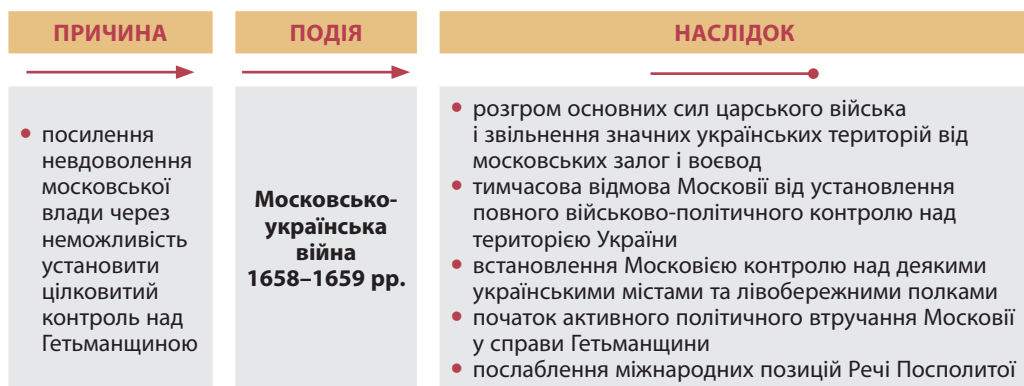 ПРИЧИНА
ПОДІЯ
НАСЛІДОК
• посилення
невдоволення
московської
влади через
неможливість
установити
цілковитий
контроль над
Гетьманщиною
Московсько-
українська
війна
1658–1659 рр.
• розгром основних сил царського війська
і звільнення значних українських територій від
московських залог і воєвод
• тимчасова відмова Московії від установлення
повного військово-політичного контролю над
територією України
• встановлення Московією контролю над деякими
українськими містами та лівобережними полками
• початок активного політичного втручання Московії
у справи Гетьманщини
• послаблення міжнародних позицій Речі Посполитої